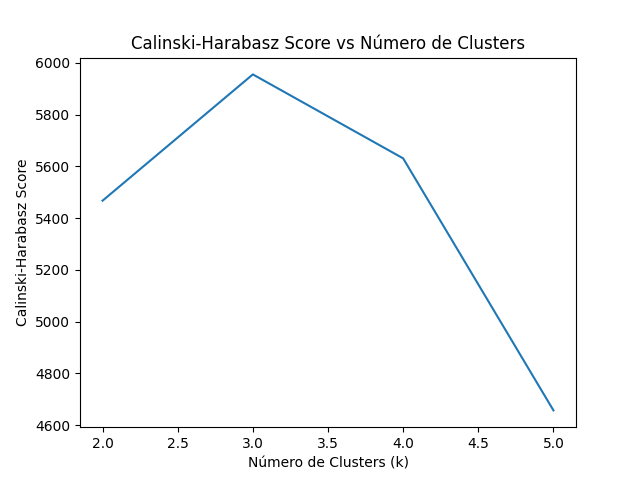 Calinski-Harabasz Score vs Número de Clusters
6000
5800
5600
5400
5200
5000
4800
4600
Calinski-Harabasz Score
2.0 2.5 3.0 3.5 4.0 4.5 5.0
Número de Clusters (k)